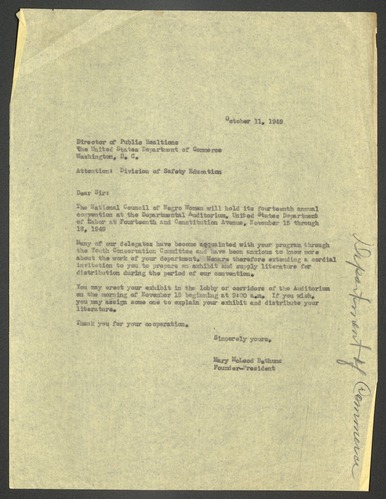 October 11, 1949
Director of Public Realtions
The United States Department of Commerce
Washington, D. C.
Attention: Division of Safety Education
Dear Sir:
The National Council of Negro Women will hold its fourteenth annual
convention at the Departmental Auditorium, United States Department
of Labor at Fourteenth and Constitution Avenue, November 15 through
18, 1949
Many of our delegates have become appointed with your program through
the Youth Conservation Committee and have been anxious to know more
about the work of your department. We are therefore extending a cordial
invitation to you to prepare an exhibit and supply literature for
distribution during the period of our convention.
You may erect your exhibit in the lobby or corridors of the Auditorium
on the morning of November 15 beginning at 9:00 a.m. If you wish,
you may assign some one to explain your exhibit and distribute your
literature.
Thank you for your cooperation.
Sincerely yours,
Mary McLeod Bethune
Founder-President
Department of Commerce